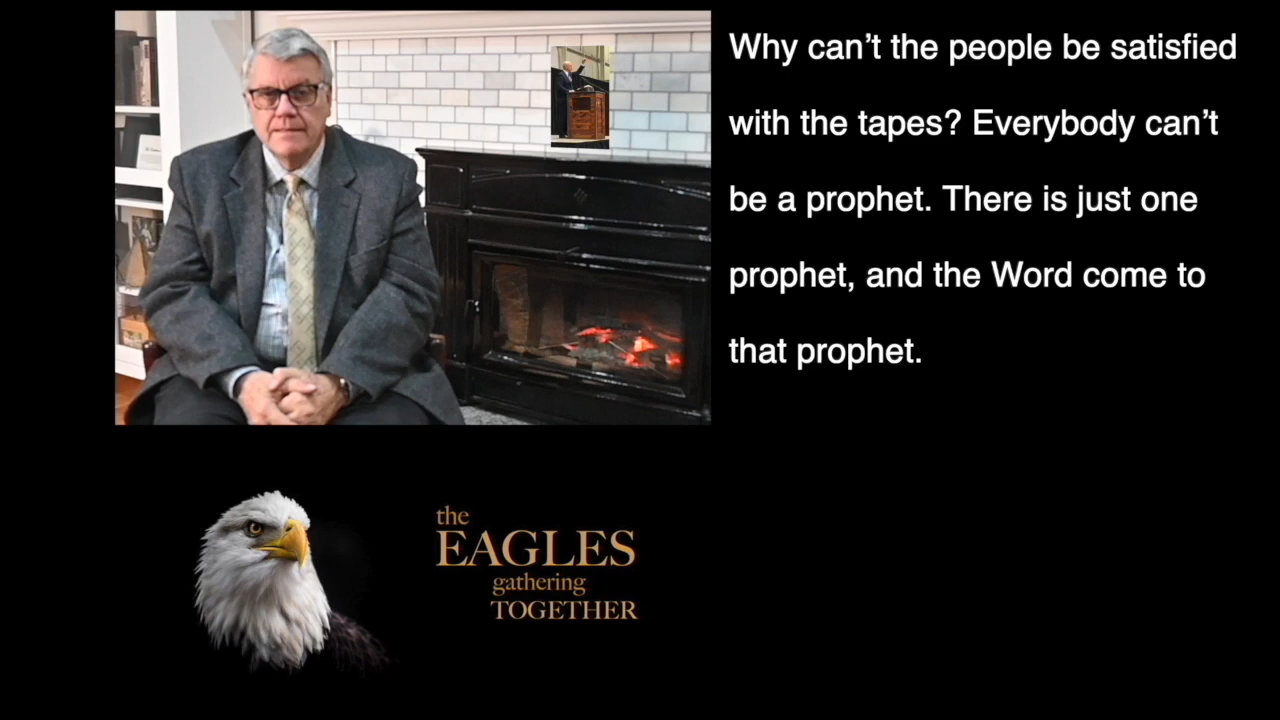 Why can't the people be satisfied
with the tapes? Everybody can't
be a prophet. There is just one
prophet, and the Word come to
that prophet.
the
EAGLES
gathering
TOGETHER